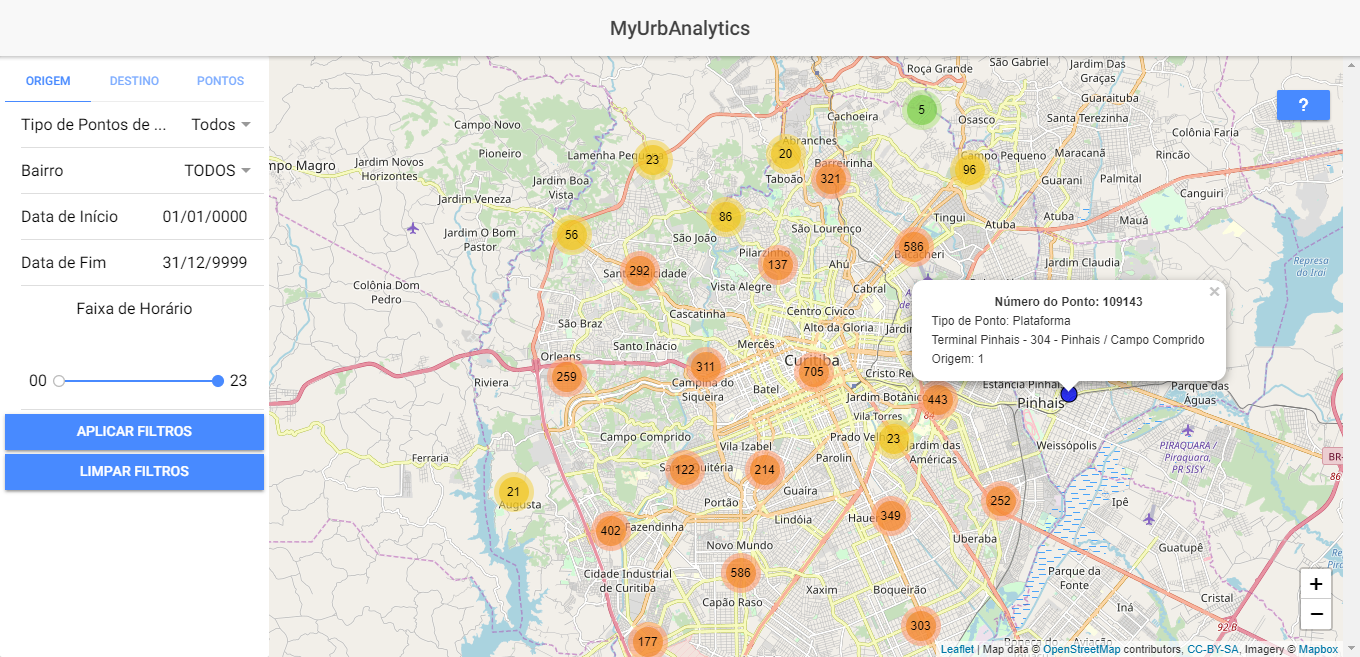 MyUrbAnalytics
ORIGEM DESTINO PONTOS
Tipo de Pontos de ... Todos
Bairro TODOS
Data de Início 01/01/0000
Data de Fim 31/12/9999
Faixa de Horário
00 23
APLICAR FILTROS
LIMPAR FILTROS
?
Roça Grande
São Gabriel
Jardim Das
Graças
Guaraituba
Cachoeira
5
Osasco
Santa Terezinha
Campo Novo
Colônia Faria
Abranches
20
Pioneiro
Lamenha
23
Campo Pequeno
Maracanã
Rincão
mpo Magro
Jardim Novos
Horizontes
Barreirinha
96
Taboão
321
Jardim Boa
Vista
Guarani
Palmital
Canguiri
Jardim Veneza
86
Tingui
Atuba
Atuba
Mauá
São Lourenço
Jardim O Bom
Pastor
56
São João
586
Bacacheri
Pilarzinho
137
Ahú
Jardim Claudia
Represa
do Iraí
292
Vista Alegre
Cabral
Colônia Dom
Pedro
Cascatinha
Centro Cívico
São Braz
Alto da Glória
Jardim
Número do Ponto: 109143
Tipo de Ponto: Plataforma
Terminal Pinhais - 304 - Pinhais / Campo Comprido
Origem: 1
×
Santo Inácio
Mercês
Orleans
Curitiba
311
705
259
Riviera
Campina do
Siqueira
Batel
Cristo
Estância Pinhais
Parque das
Águas
Jardim Botânico
443
Pinhais
Vila Torres
Campo Comprido
Prado
23
Jardim das
Américas
Weissópolis
PIRAQUARA /
Piraquara,
PR SISY
Vila Izabel
Ferraria
122
214
Parolin
BR-
21
Augusta
Portão
Guaíra
252
Ipê
402
Fazendinha
Lindóia
349
Uberaba
Novo Mundo
Guatupê
586
Cidade Industrial
de Curitiba
Xaxim
Boqueirão
Parque da
Fonte
Capão Raso
Iná
Cristal
303
177
+
−
Leaflet | Map data © OpenStreetMap contributors, CC-BY-SA, Imagery © Mapbox